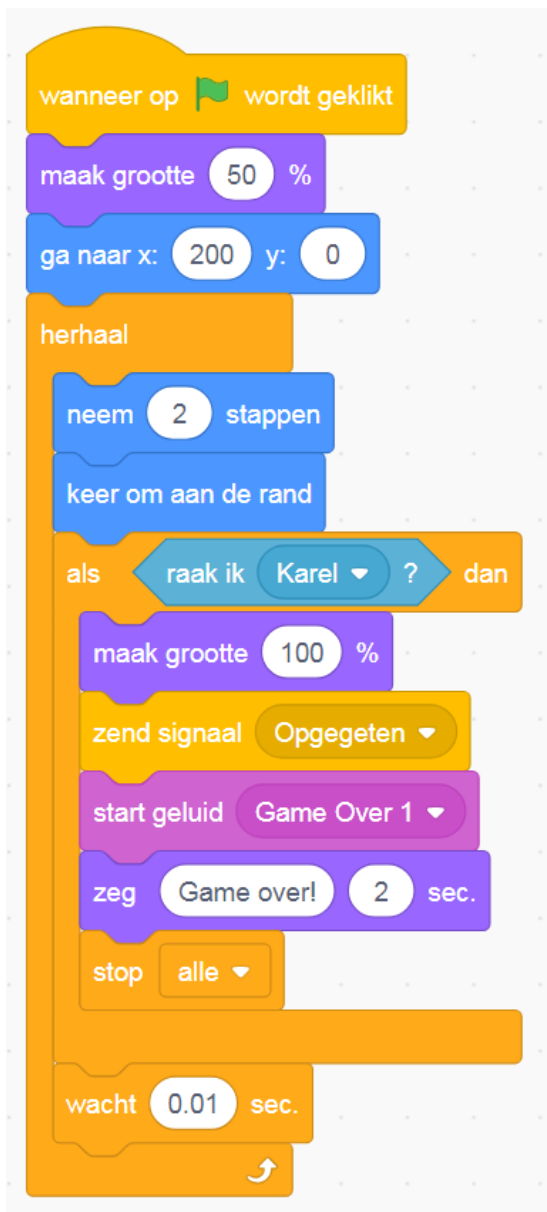 wanneer op wordt geklikt
maak grootte 50 %
ga naar x: 200 y: 0
herhaal
neem 2 stappen
keer om aan de rand
als raak ik Karel ? dan
maak grootte 100 %
zend signaal Opgegeten
start geluid Game Over 1
zeg Game over! 2 sec.
stop alle
wacht 0.01 sec.